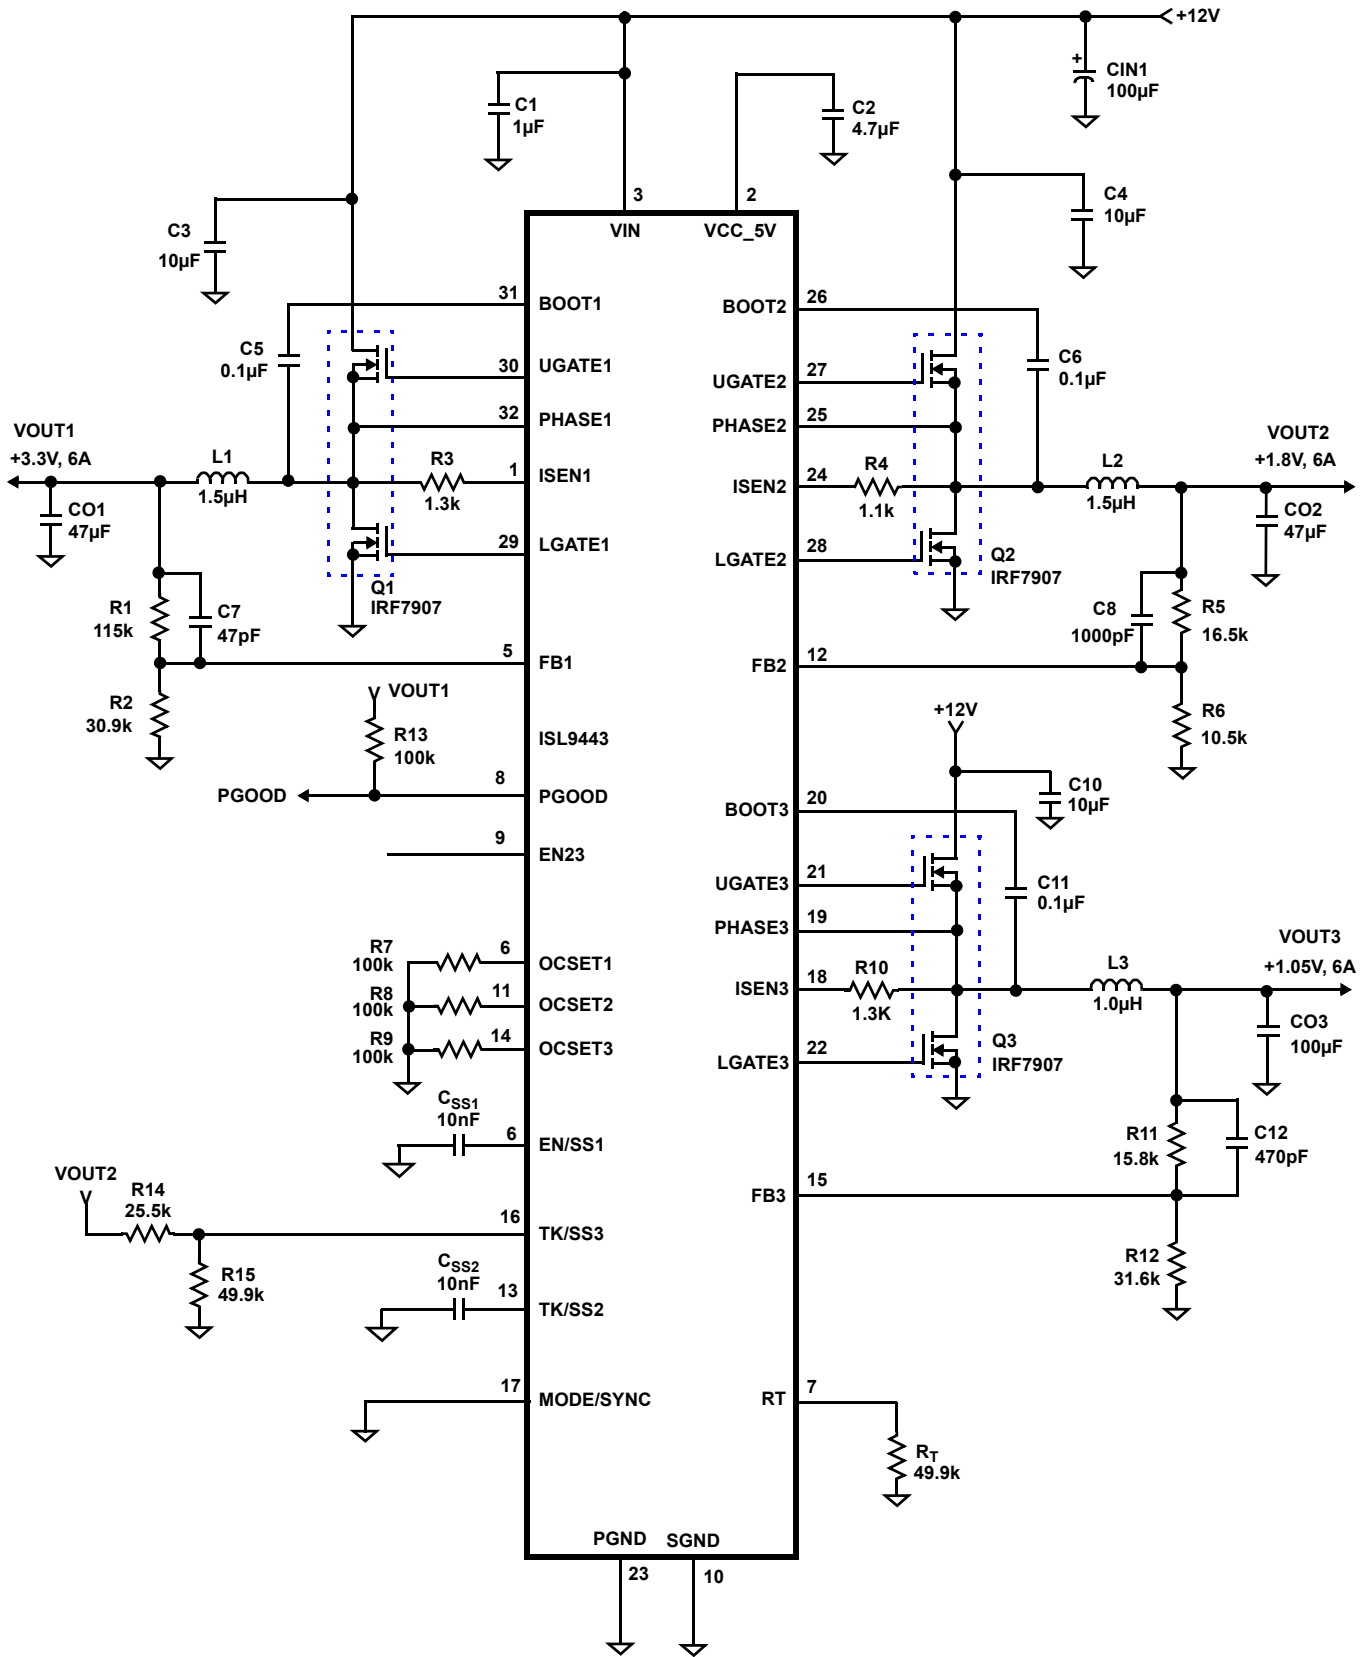 +12V
+
CIN1
100µF
C1
1µF
C2
4.7µF
C3
10µF
C4
10µF
3
2
VIN
VCC_5V
31
BOOT1
BOOT2
26
C5
0.1µF
C6
0.1µF
30
UGATE1
UGATE2
27
32
PHASE1
PHASE2
25
VOUT1
+3.3V, 6A
L1
1.5µH
R3
1.3k
1
ISEN1
ISEN2
24
R4
1.1k
L2
1.5µH
VOUT2
+1.8V, 6A
CO1
47µF
CO2
47µF
29
LGATE1
LGATE2
28
Q1
IRF7907
Q2
IRF7907
R1
115k
C7
47pF
C8
1000pF
R5
16.5k
5
FB1
FB2
12
R2
30.9k
R6
10.5k
VOUT1
R13
100k
ISL9443
+12V
PGOOD
8
PGOOD
C10
10µF
BOOT3
20
9
EN23
UGATE3
21
C11
0.1µF
PHASE3
19
R7
100k
6
OCSET1
R8
100k
11
OCSET2
R9
100k
14
OCSET3
ISEN3
18
R10
1.3K
L3
1.0µH
VOUT3
+1.05V, 6A
CO3
100µF
LGATE3
22
Q3
IRF7907
CSS1
10nF
6
EN/SS1
R11
15.8k
C12
470pF
VOUT2
R14
25.5k
16
TK/SS3
FB3
15
R15
49.9k
R12
31.6k
CSS2
10nF
13
TK/SS2
17
MODE/SYNC
RT
7
RT
49.9k
PGND
SGND
23
10